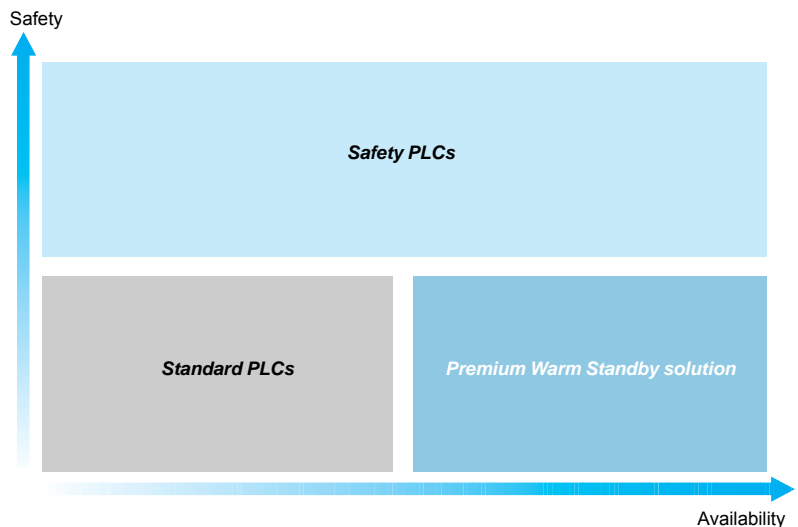 Safety
Safety PLCs
Standard PLCs
Premium Warm Standby solution
Availability